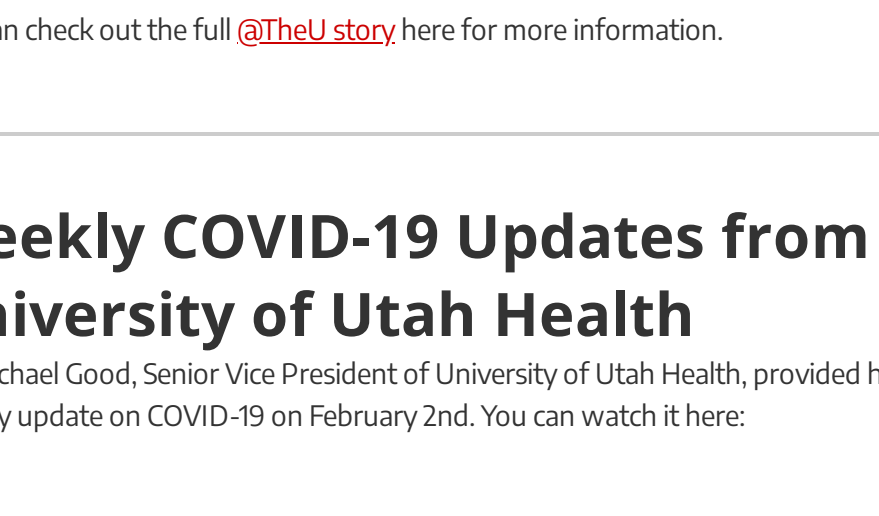 n check out the full @TheU story here for more information.
eekly COVID-19 Updates from
niversity of Utah Health
chael Good, Senior Vice President of University of Utah Health, provided h
y update on COVID-19 on February 2nd. You can watch it here: